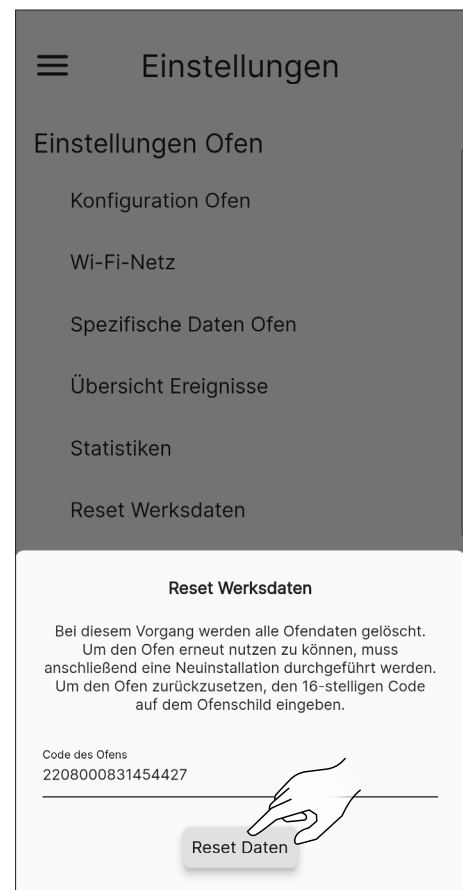 Einstellungen
Einstellungen Ofen
Konfiguration Ofen
Wi-Fi-Netz
Spezifische Daten Ofen
Übersicht Ereignisse
Statistiken
Reset Werksdaten
Reset Werksdaten
Bei diesem Vorgang werden alle Ofendaten gelöscht.
Um den Ofen erneut nutzen zu können, muss
anschließend eine Neuinstallation durchgeführt werden.
Um den Ofen zurückzusetzen, den 16-stelligen Code
auf dem Ofenschild eingeben.
Code des Ofens
2208000831454427
Reset Daten